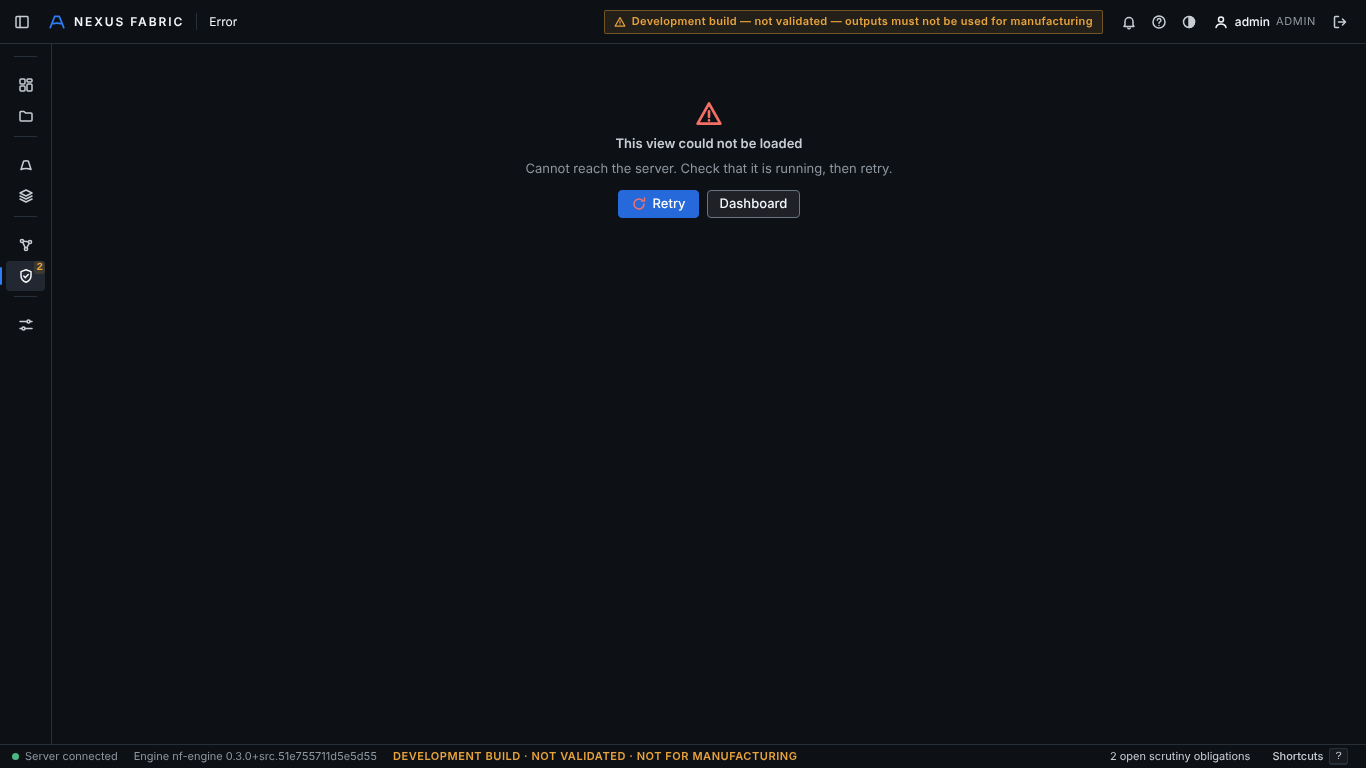 NEXUS FABRIC
Error
Development build — not validated — outputs must not be used for manufacturing
admin ADMIN
2
This view could not be loaded
Cannot reach the server. Check that it is running, then retry.
Retry
Dashboard
Server connected
Engine nf-engine 0.3.0+src.51e755711d5e5d55
DEVELOPMENT BUILD · NOT VALIDATED · NOT FOR MANUFACTURING
2 open scrutiny obligations
Shortcuts ?